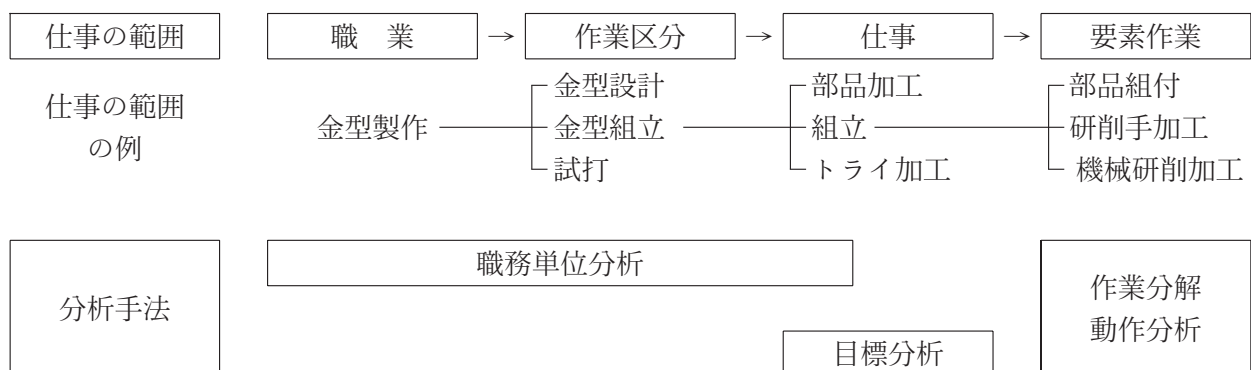 仕事の範囲 職　業 → 作業区分 → 仕事 → 要素作業
金型設計 部品加工 部品組付
仕事の範囲
の例
金型製作 金型組立 組立 研削手加工
試打 トライ加工 機械研削加工
職務単位分析
分析手法
作業分解
動作分析
目標分析